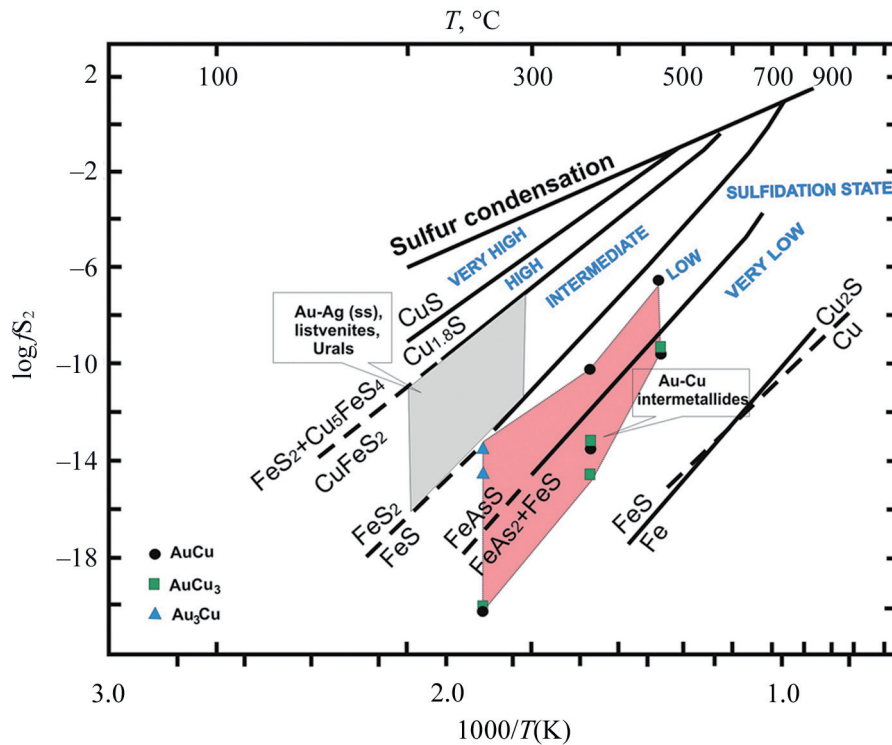 T, °C
100
300
500
700
900
2
–2
–6
–10
–14
–18
logfS2
Sulfur condensation
SULFIDATION STATE
VERY HIGH
HIGH
INTERMEDIATE
LOW
VERY LOW
Au-Ag (ss),
listvenites,
Urals
CuS
Cu1.8S
FeS2+Cu5FeS4
CuFeS2
FeS2
FeS
FeAsS
FeAs2+FeS
Au-Cu
intermetallides
Cu2S
Cu
FeS
Fe
AuCu
AuCu3
Au3Cu
3.0
2.0
1.0
1000/T(K)